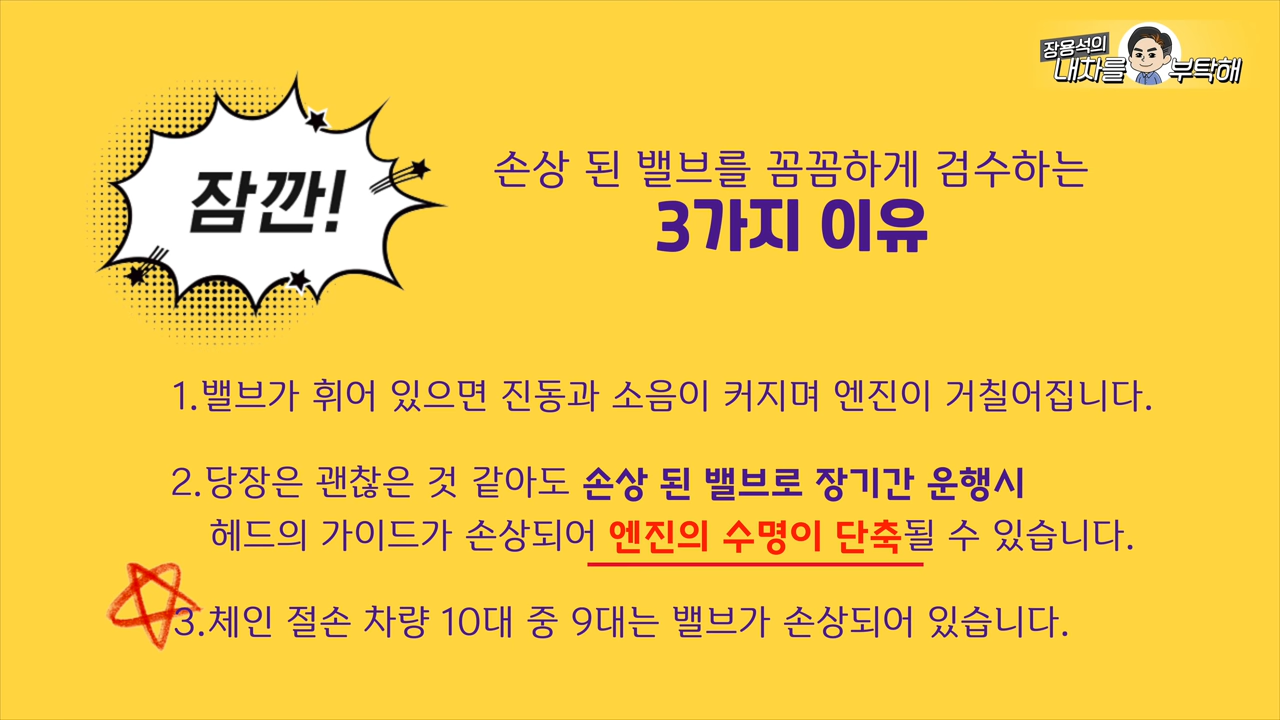 장용석의
내차를 부탁해
잠깐!
손상 된 밸브를 꼼꼼하게 검수하는
3가지 이유
1.밸브가 휘어 있으면 진동과 소음이 커지며 엔진이 거칠어집니다.
2.당장은 괜찮은 것 같아도 손상 된 밸브로 장기간 운행시
헤드의 가이드가 손상되어 엔진의 수명이 단축될 수 있습니다.
3.체인 절손 차량 10대 중 9대는 밸브가 손상되어 있습니다.